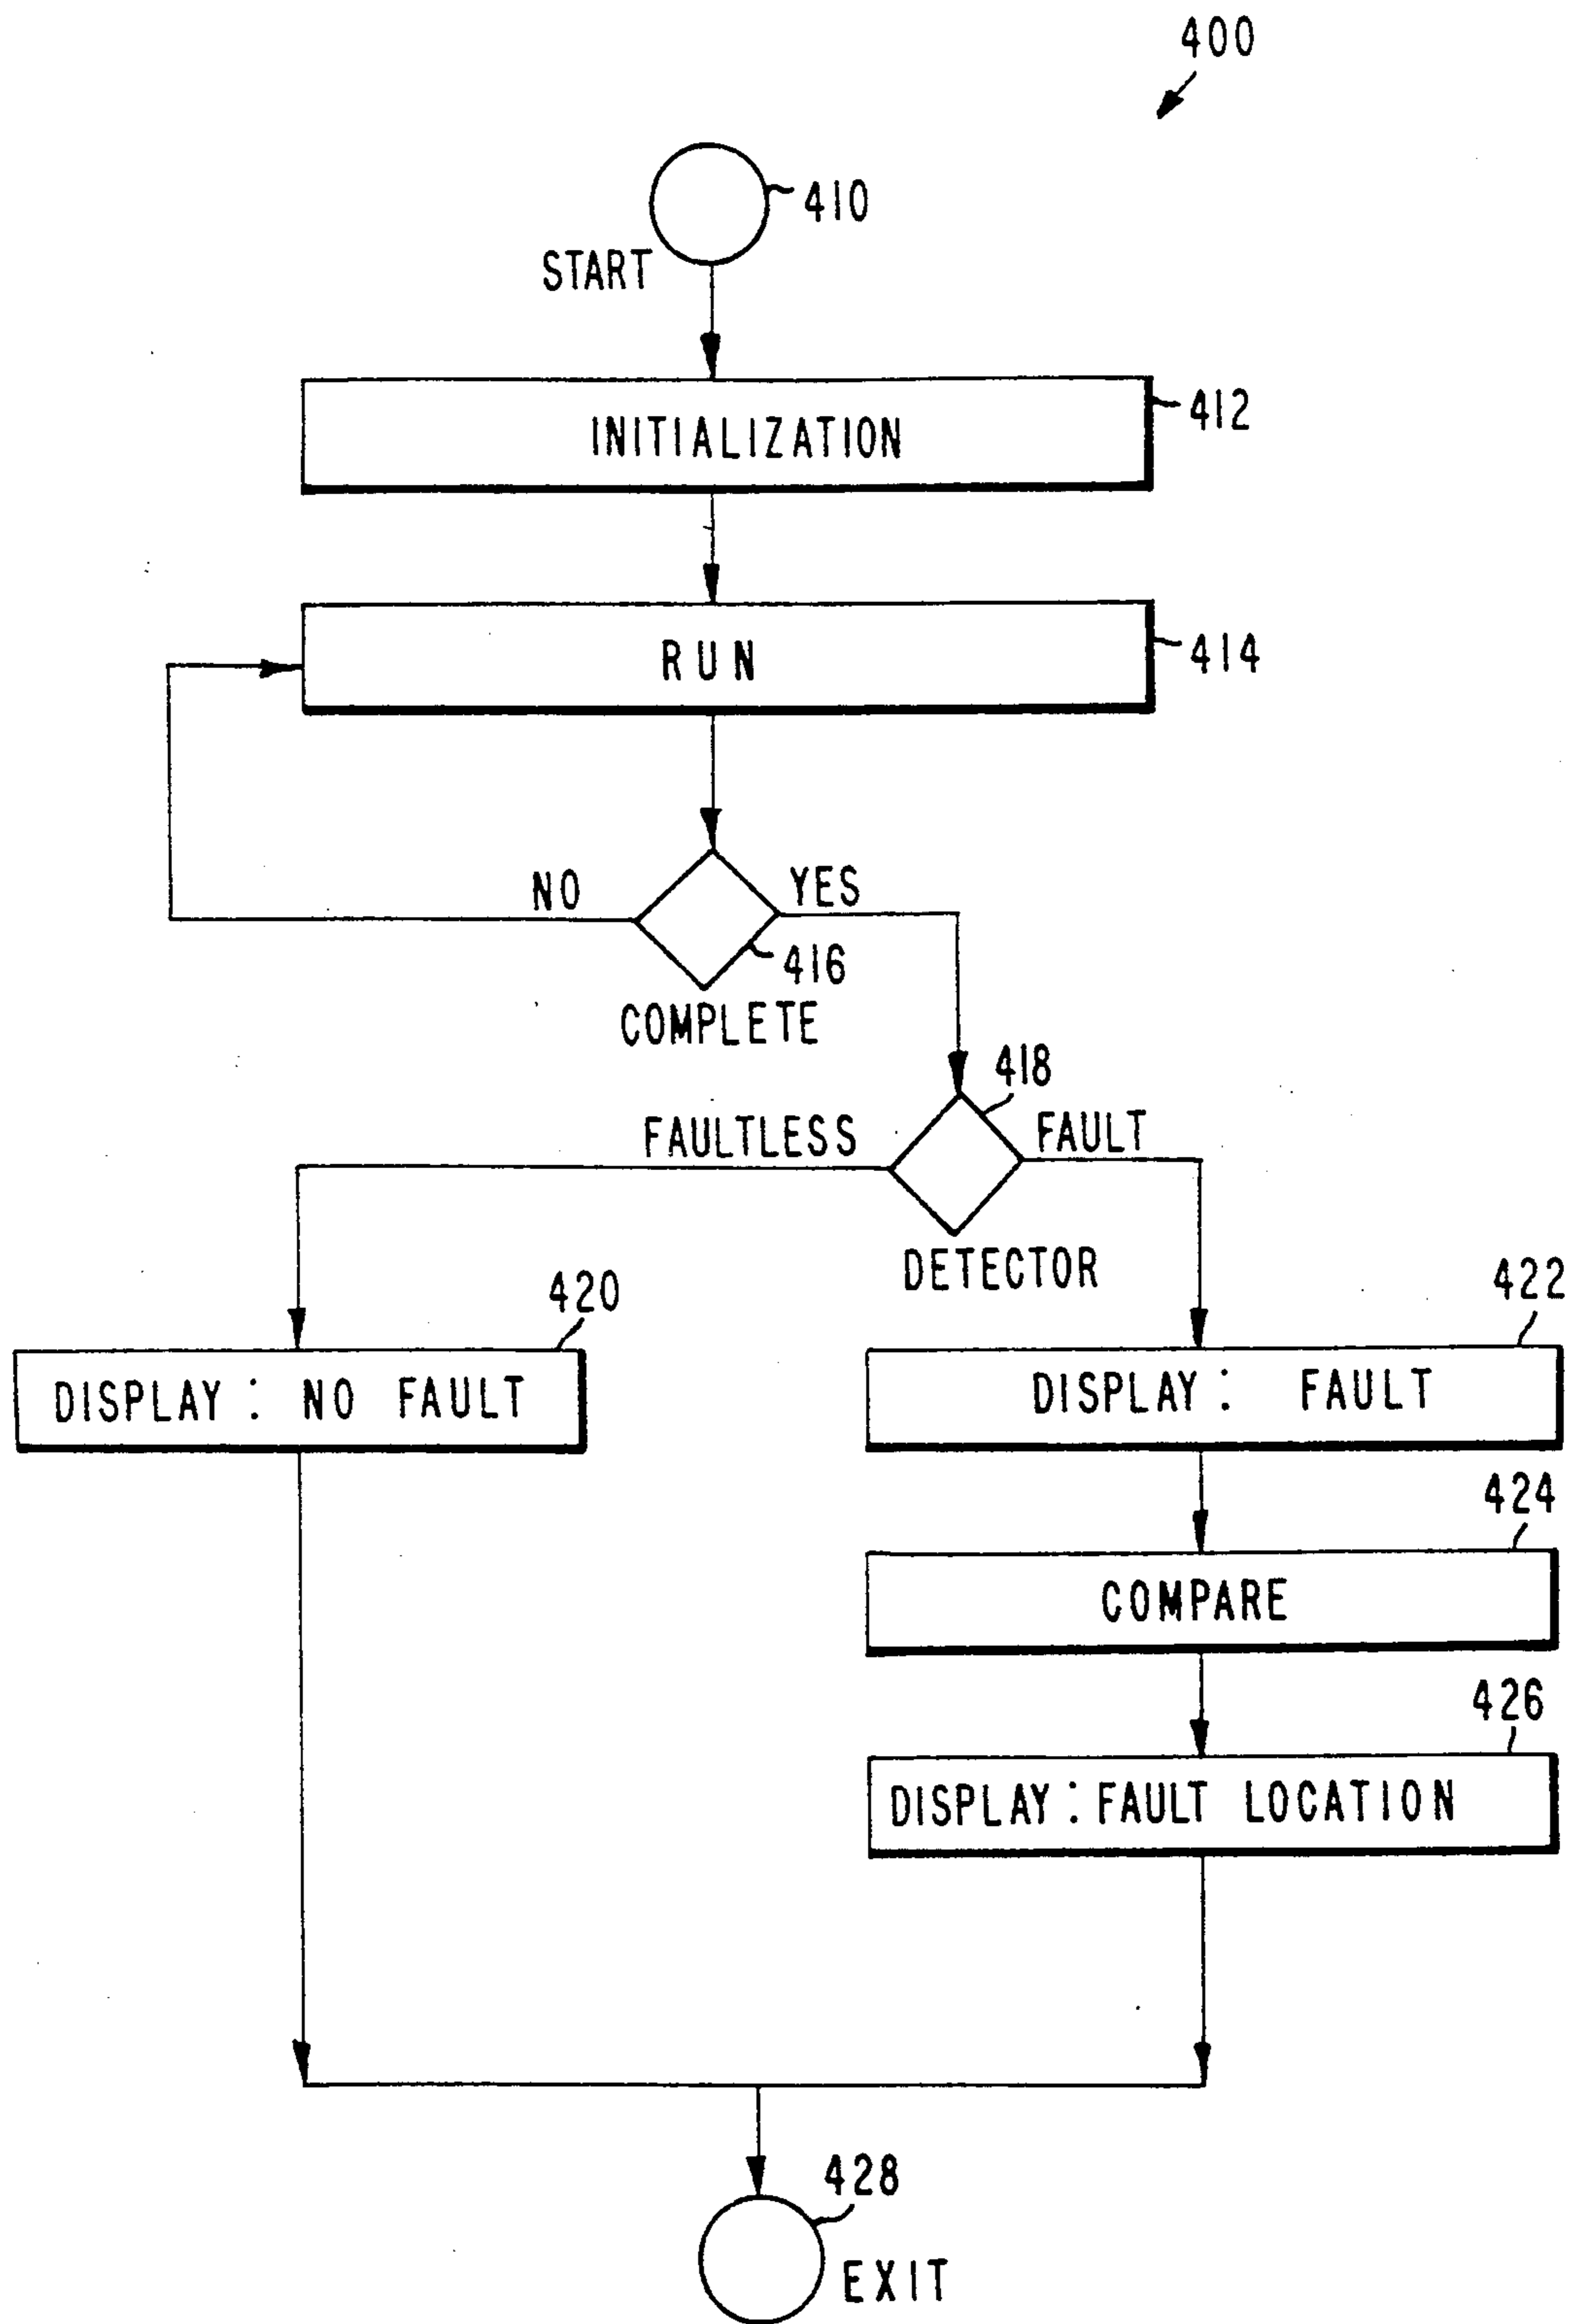 400
410
START
INITIALIZATION
412
RUN
414
NO
YES
416
COMPLETE
418
FAULTLESS
FAULT
DETECTOR
420
DISPLAY: NO FAULT
422
DISPLAY: FAULT
424
COMPARE
426
DISPLAY: FAULT LOCATION
428
EXIT